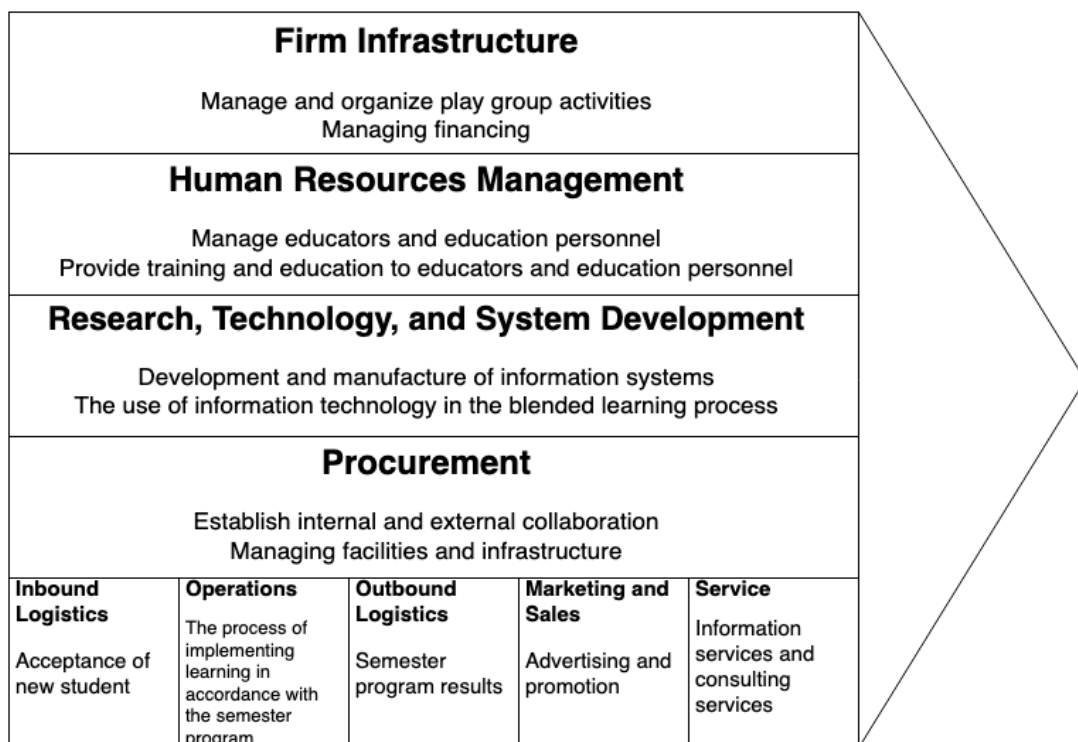 Firm Infrastructure
Manage and organize play group activities
Managing financing
Human Resources Management
Manage educators and education personnel
Provide training and education to educators and education personnel
Research, Technology, and System Development
Development and manufacture of information systems
The use of information technology in the blended learning process
Procurement
Establish internal and external collaboration
Managing facilities and infrastructure
Inbound
Logistics
Acceptance of
new student
Operations
The process of
implementing
learning in
accordance with
the semester
program
Outbound
Logistics
Semester
program results
Marketing and
Sales
Advertising and
promotion
Service
Information
services and
consulting
services